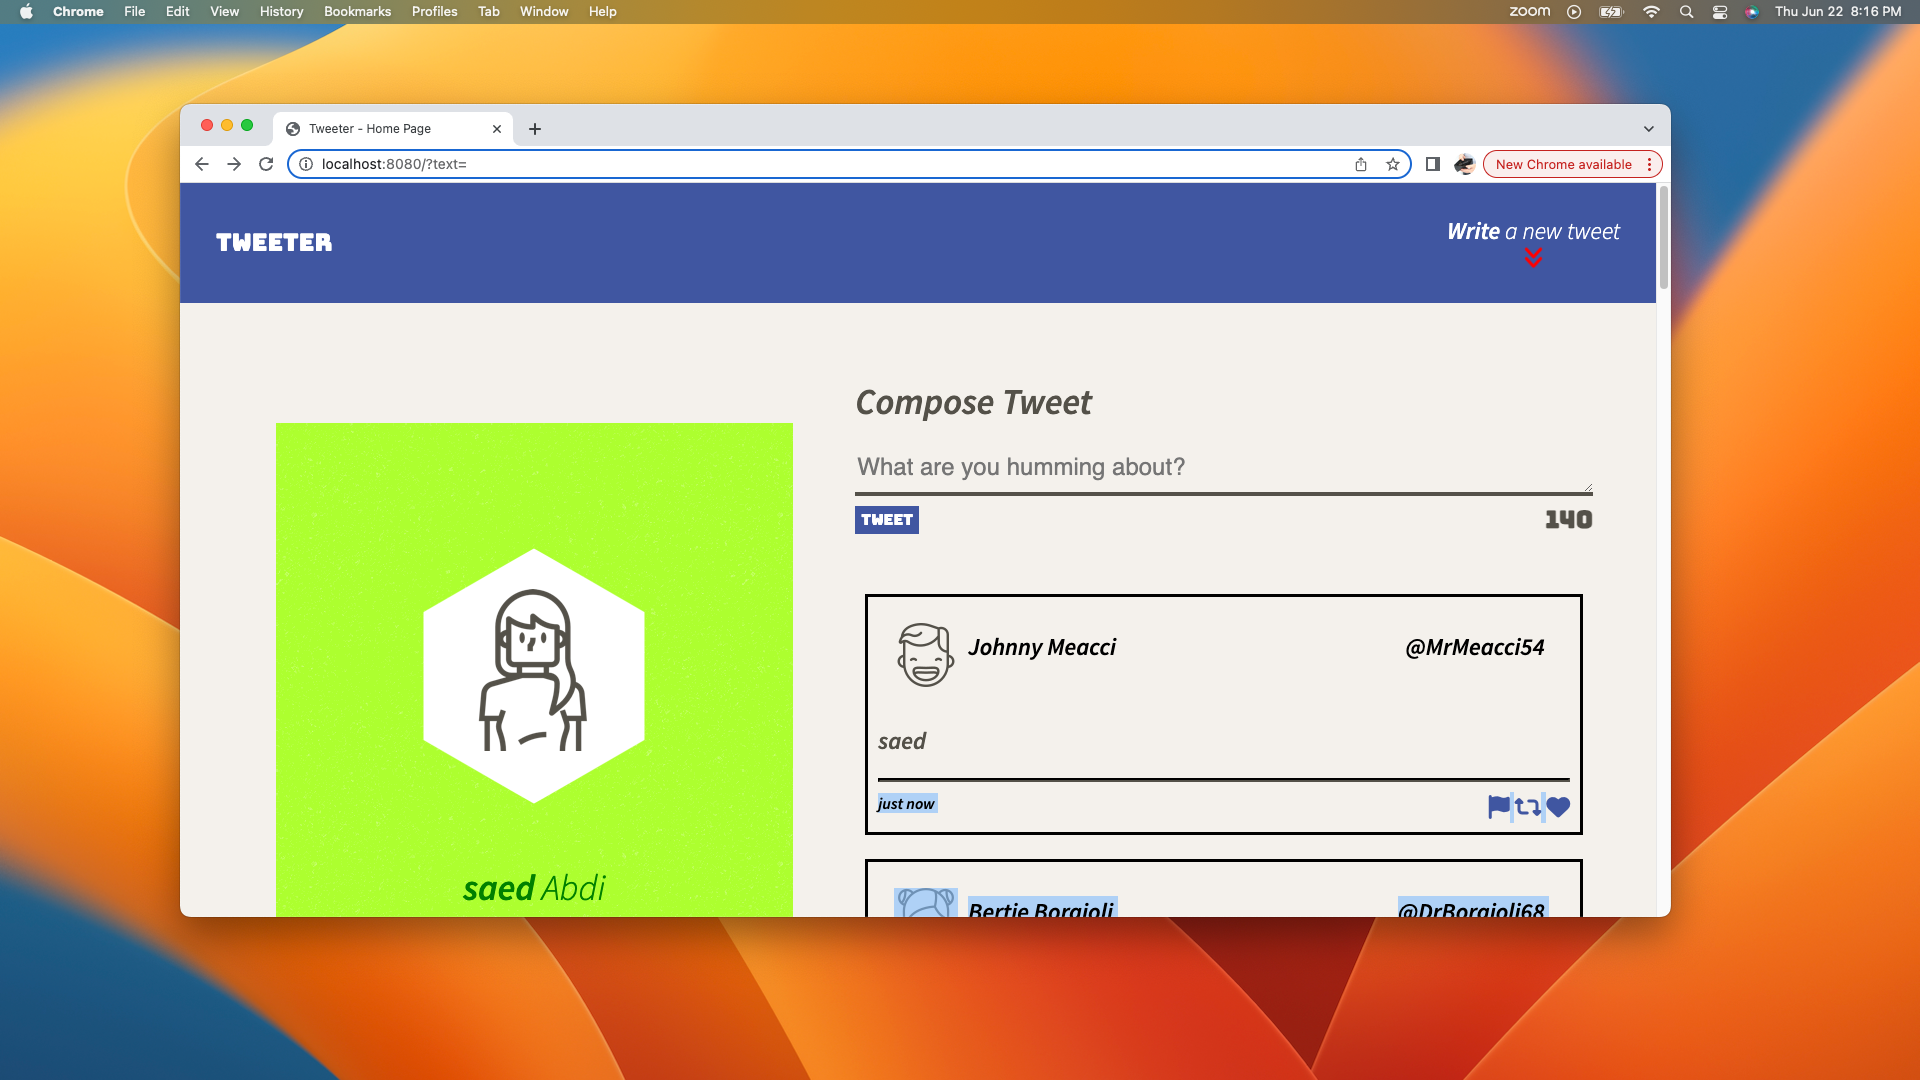 Chrome File Edit View History Bookmarks Profiles Tab Window Help
zoom Thu Jun 22 8:16 PM
Tweeter - Home Page
localhost:8080/?text=
New Chrome available
TWEETER
Write a new tweet
Compose Tweet
What are you humming about?
TWEET
140
Johnny Meacci @MrMeacci54
saed
just now
saed Abdi
Bertie Borgioli @DrBorgioli68